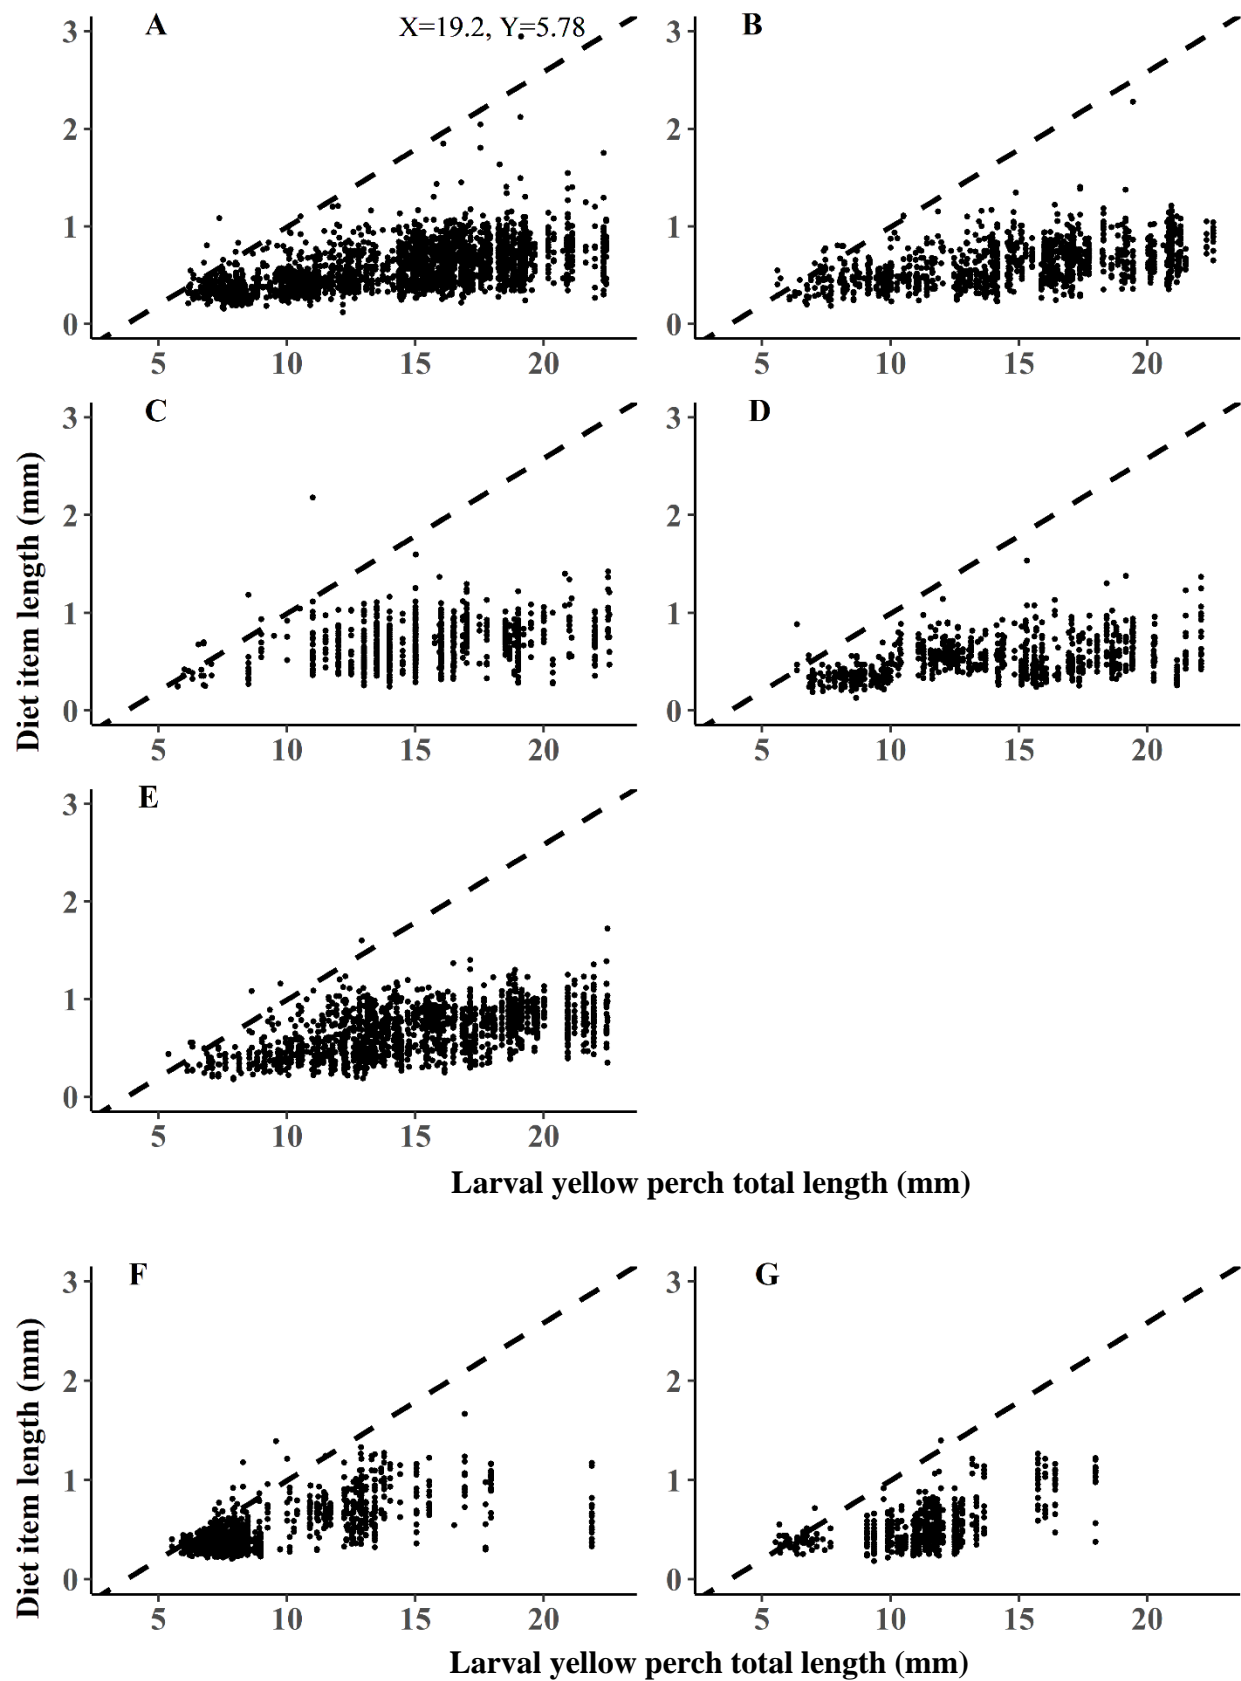 A X=19.2, Y=5.78 B
3 3
2 2
1 1
0 0
5 10 15 20 5 10 15 20
C D
3 3
2 2
1 1
0 0
5 10 15 20 5 10 15 20
Diet item length (mm)
E
3
2
1
0
5 10 15 20
Larval yellow perch total length (mm)
F G
3 3
2 2
1 1
0 0
5 10 15 20 5 10 15 20
Diet item length (mm)
Larval yellow perch total length (mm)